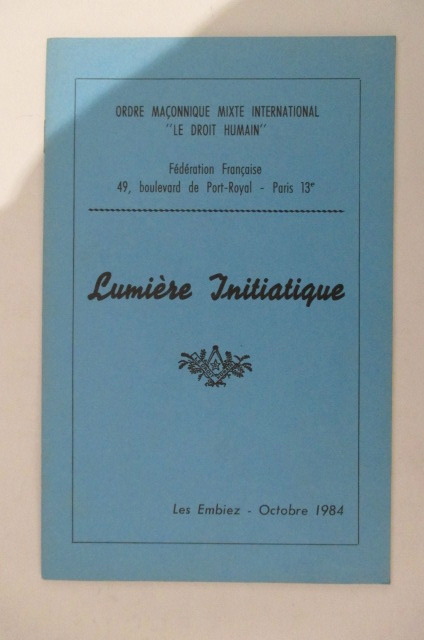 ORDRE MAÇONNIQUE MIXTE INTERNATIONAL
"LE DROIT HUMAIN"
Fédération Française
49, boulevard de Port-Royal - Paris 13e
Lumière Initiatique
Les Embiez - Octobre 1984